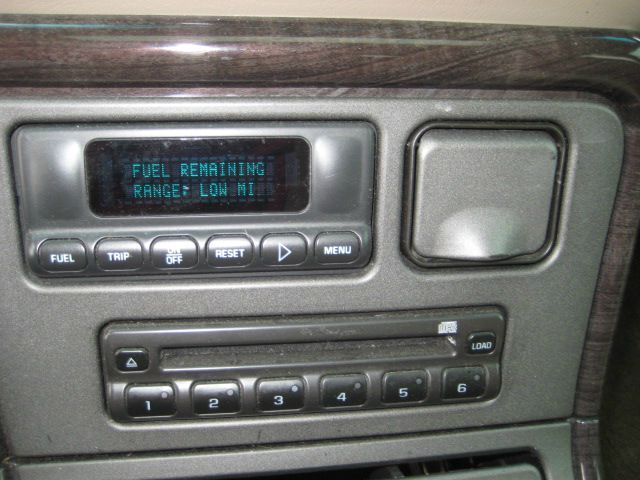 FUEL REMAINING
RANGE: LOW MI
FUEL TRIP ON OFF RESET MENU
LOAD
1 2 3 4 5 6